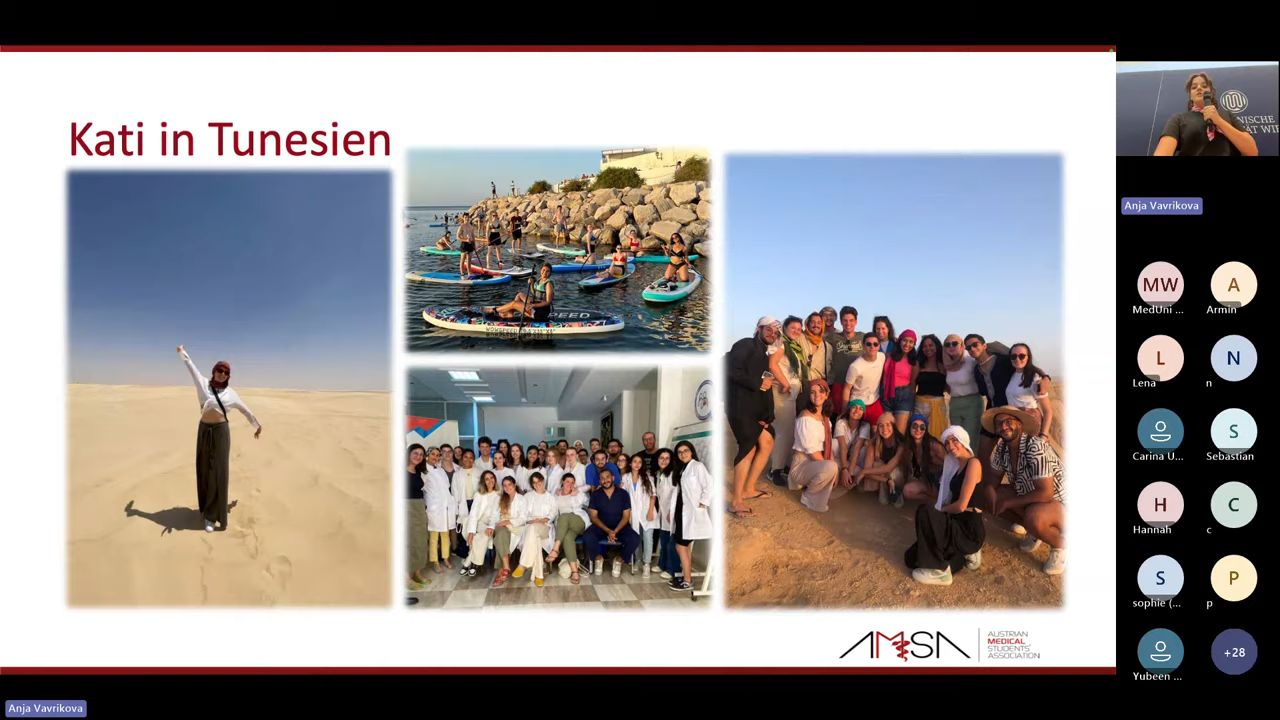 Kati in Tunesien
SPEED
AMSA
AUSTRIAN
MEDICAL
STUDENTS'
ASSOCIATION
Anja Vavrikova
MW
MedUni ...
A
Armin
L
Lena
N
n
Carina U...
S
Sebastian
H
Hannah
C
c
S
sophie (...
P
p
Yubeen ...
+28
Anja Vavrikova